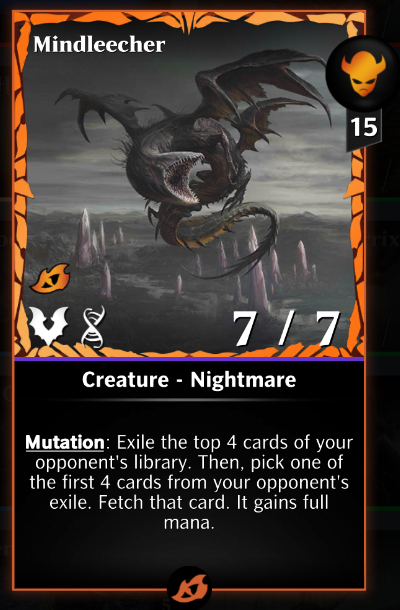 Mindleecher
15
7 / 7
Creature - Nightmare
Mutation: Exile the top 4 cards of your
opponent's library. Then, pick one of
the first 4 cards from your opponent's
exile. Fetch that card. It gains full
mana.